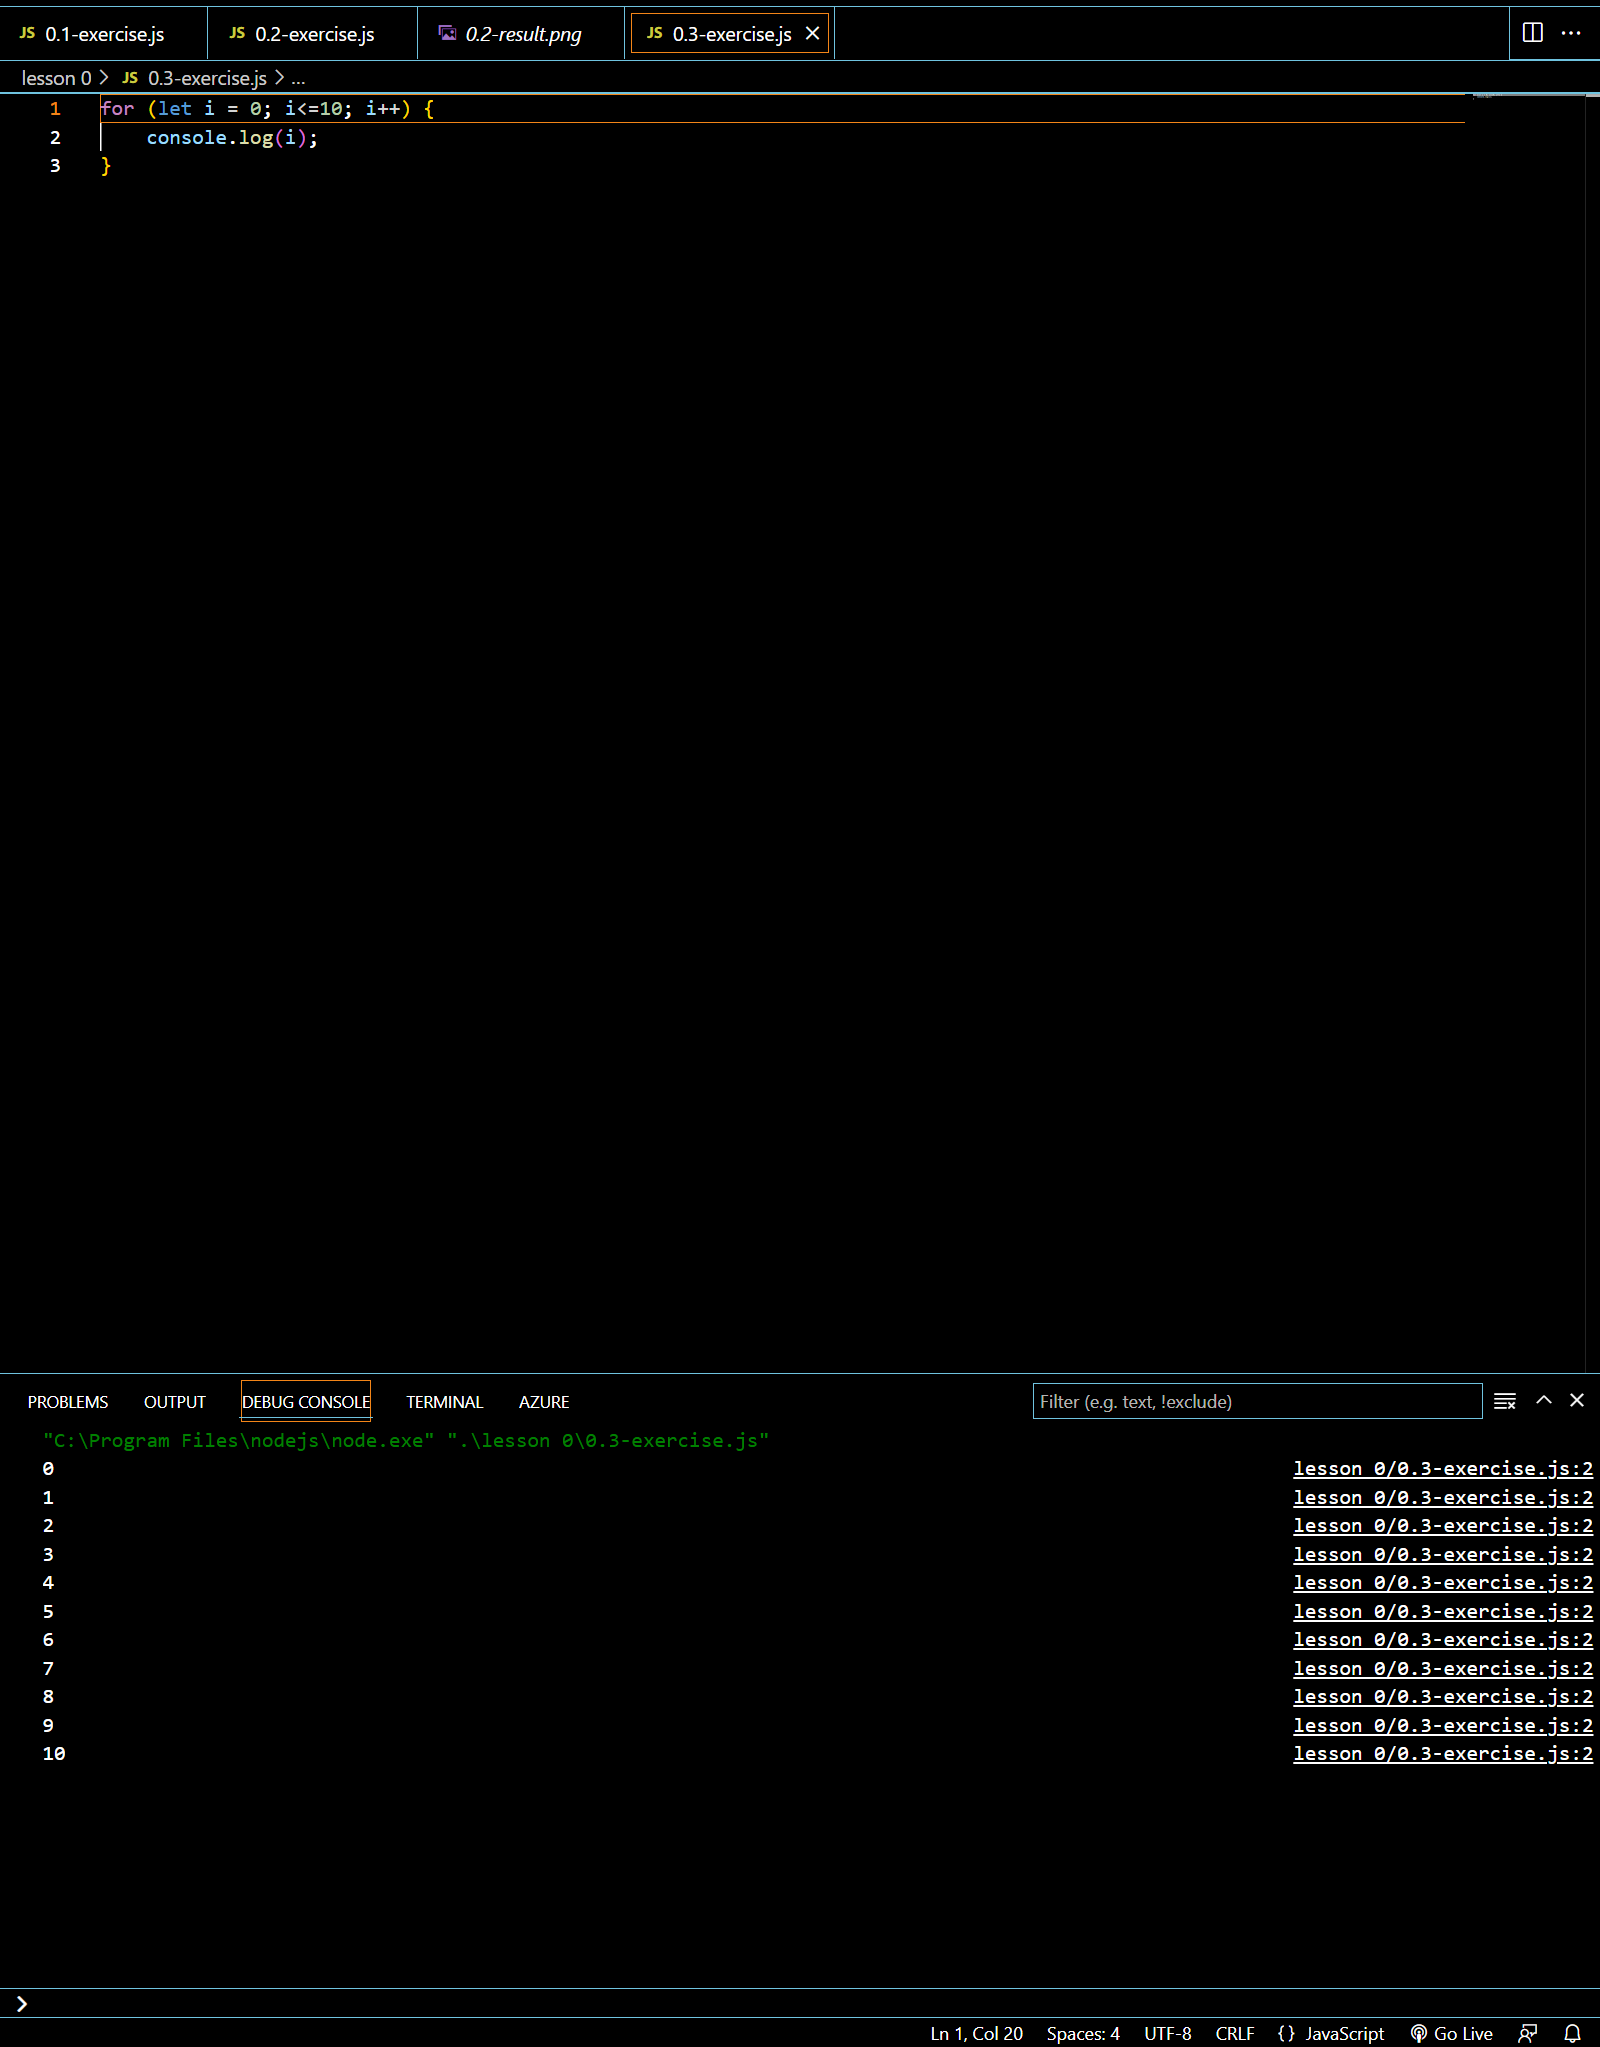 JS 0.1-exercise.js JS 0.2-exercise.js 0.2-result.png JS 0.3-exercise.js
lesson 0 > JS 0.3-exercise.js > ...
1 for (let i = 0; i<=10; i++) {
2     console.log(i);
3 }
PROBLEMS OUTPUT DEBUG CONSOLE TERMINAL AZURE Filter (e.g. text, !exclude)
"C:\Program Files\nodejs\node.exe" ".\lesson 0\0.3-exercise.js"
0 lesson 0/0.3-exercise.js:2
1 lesson 0/0.3-exercise.js:2
2 lesson 0/0.3-exercise.js:2
3 lesson 0/0.3-exercise.js:2
4 lesson 0/0.3-exercise.js:2
5 lesson 0/0.3-exercise.js:2
6 lesson 0/0.3-exercise.js:2
7 lesson 0/0.3-exercise.js:2
8 lesson 0/0.3-exercise.js:2
9 lesson 0/0.3-exercise.js:2
10 lesson 0/0.3-exercise.js:2
Ln 1, Col 20 Spaces: 4 UTF-8 CRLF {} JavaScript Go Live